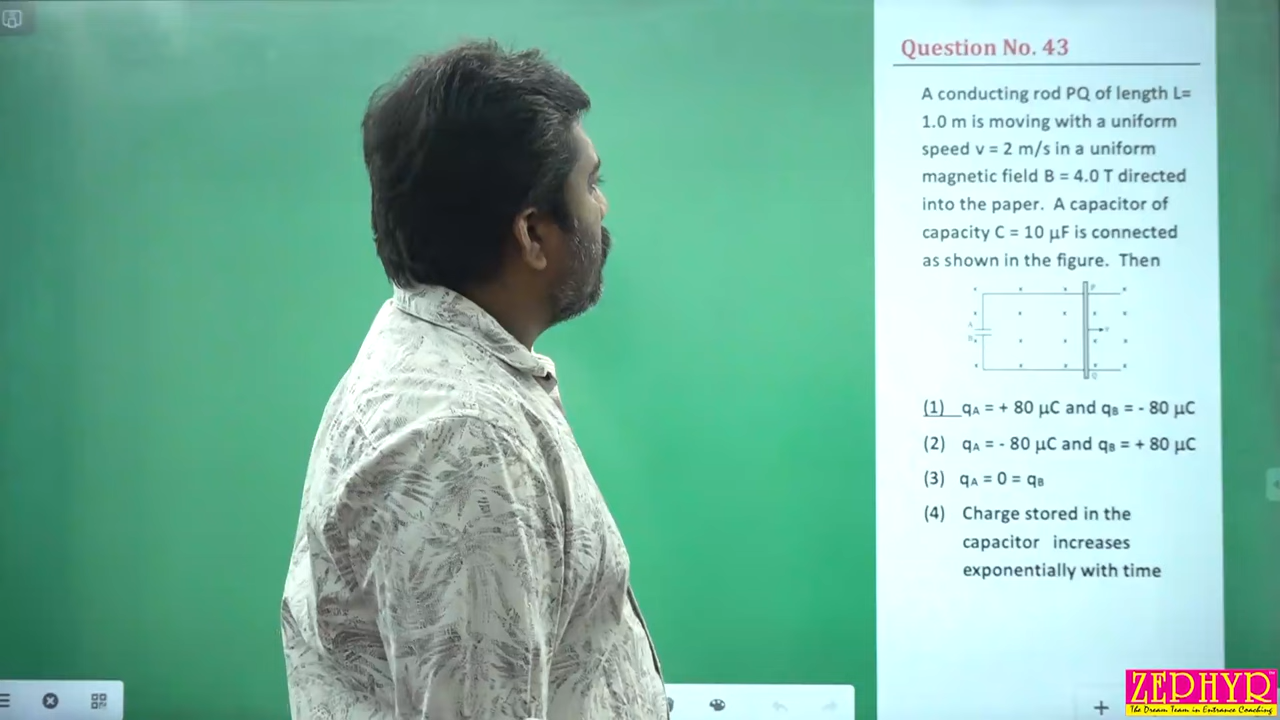 Question No. 43
A conducting rod PQ of length L=
1.0 m is moving with a uniform
speed v = 2 m/s in a uniform
magnetic field B = 4.0 T directed
into the paper. A capacitor of
capacity C = 10 µF is connected
as shown in the figure. Then
P
A
B
v
Q
(1) qA = + 80 µC and qB = - 80 µC
(2) qA = - 80 µC and qB = + 80 µC
(3) qA = 0 = qB
(4) Charge stored in the
capacitor increases
exponentially with time
ZEPHYR
The Dream Team in Entrance Coaching